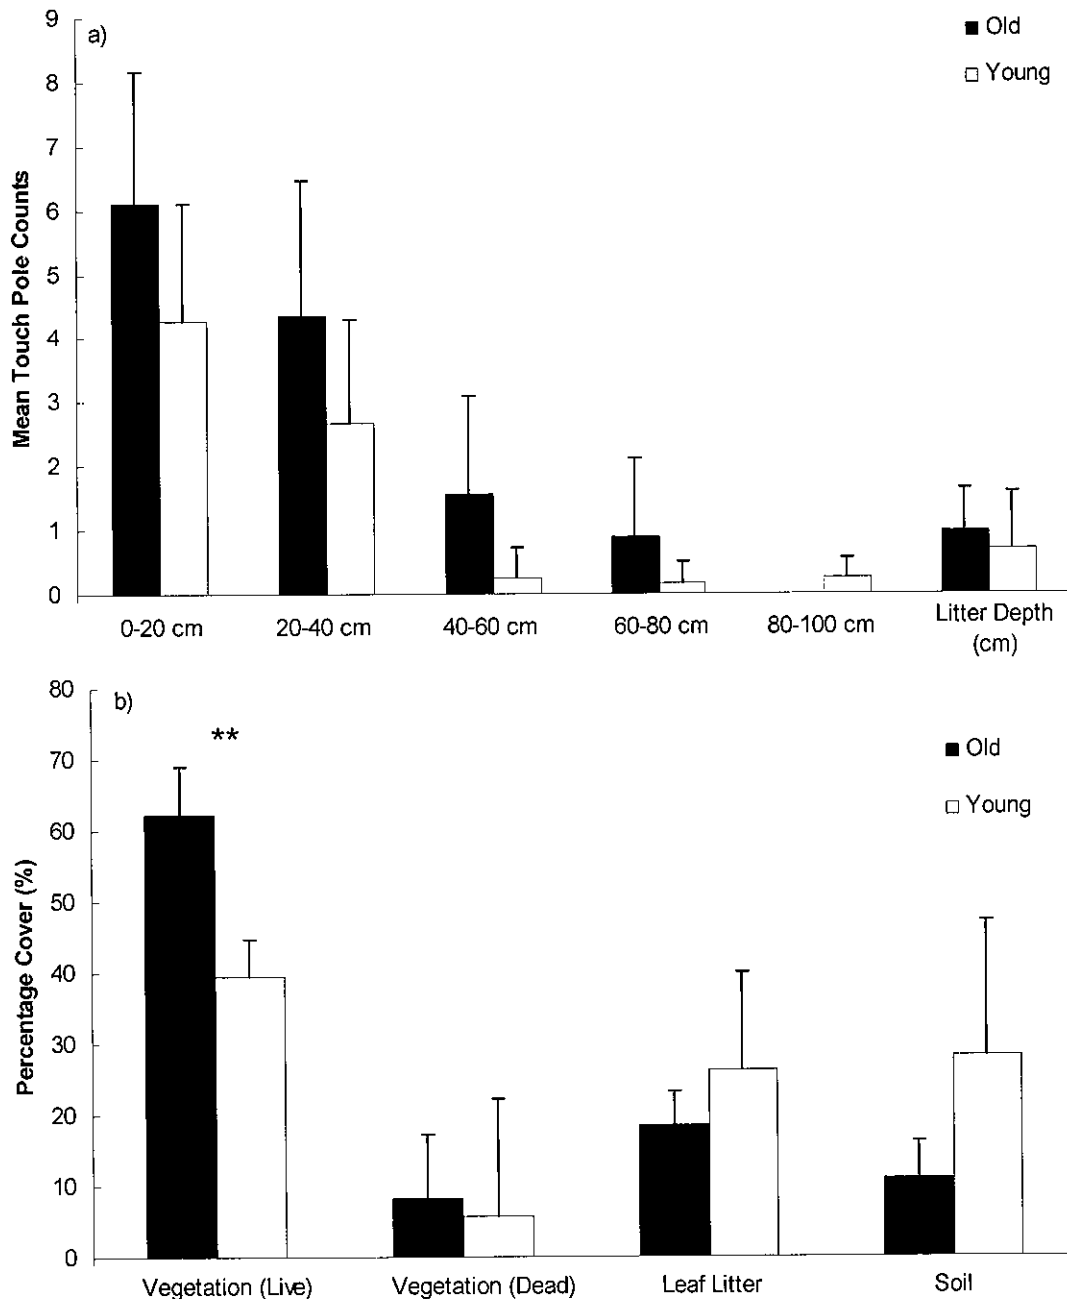 9
a)
Old
8
Young
7
6
5
4
3
2
1
0
Mean Touch Pole Counts
0-20 cm 20-40 cm 40-60 cm 60-80 cm 80-100 cm Litter Depth
(cm)
80
b)
**
Old
70
Young
60
50
40
30
20
10
0
Percentage Cover (%)
Vegetation (Live) Vegetation (Dead) Leaf Litter Soil